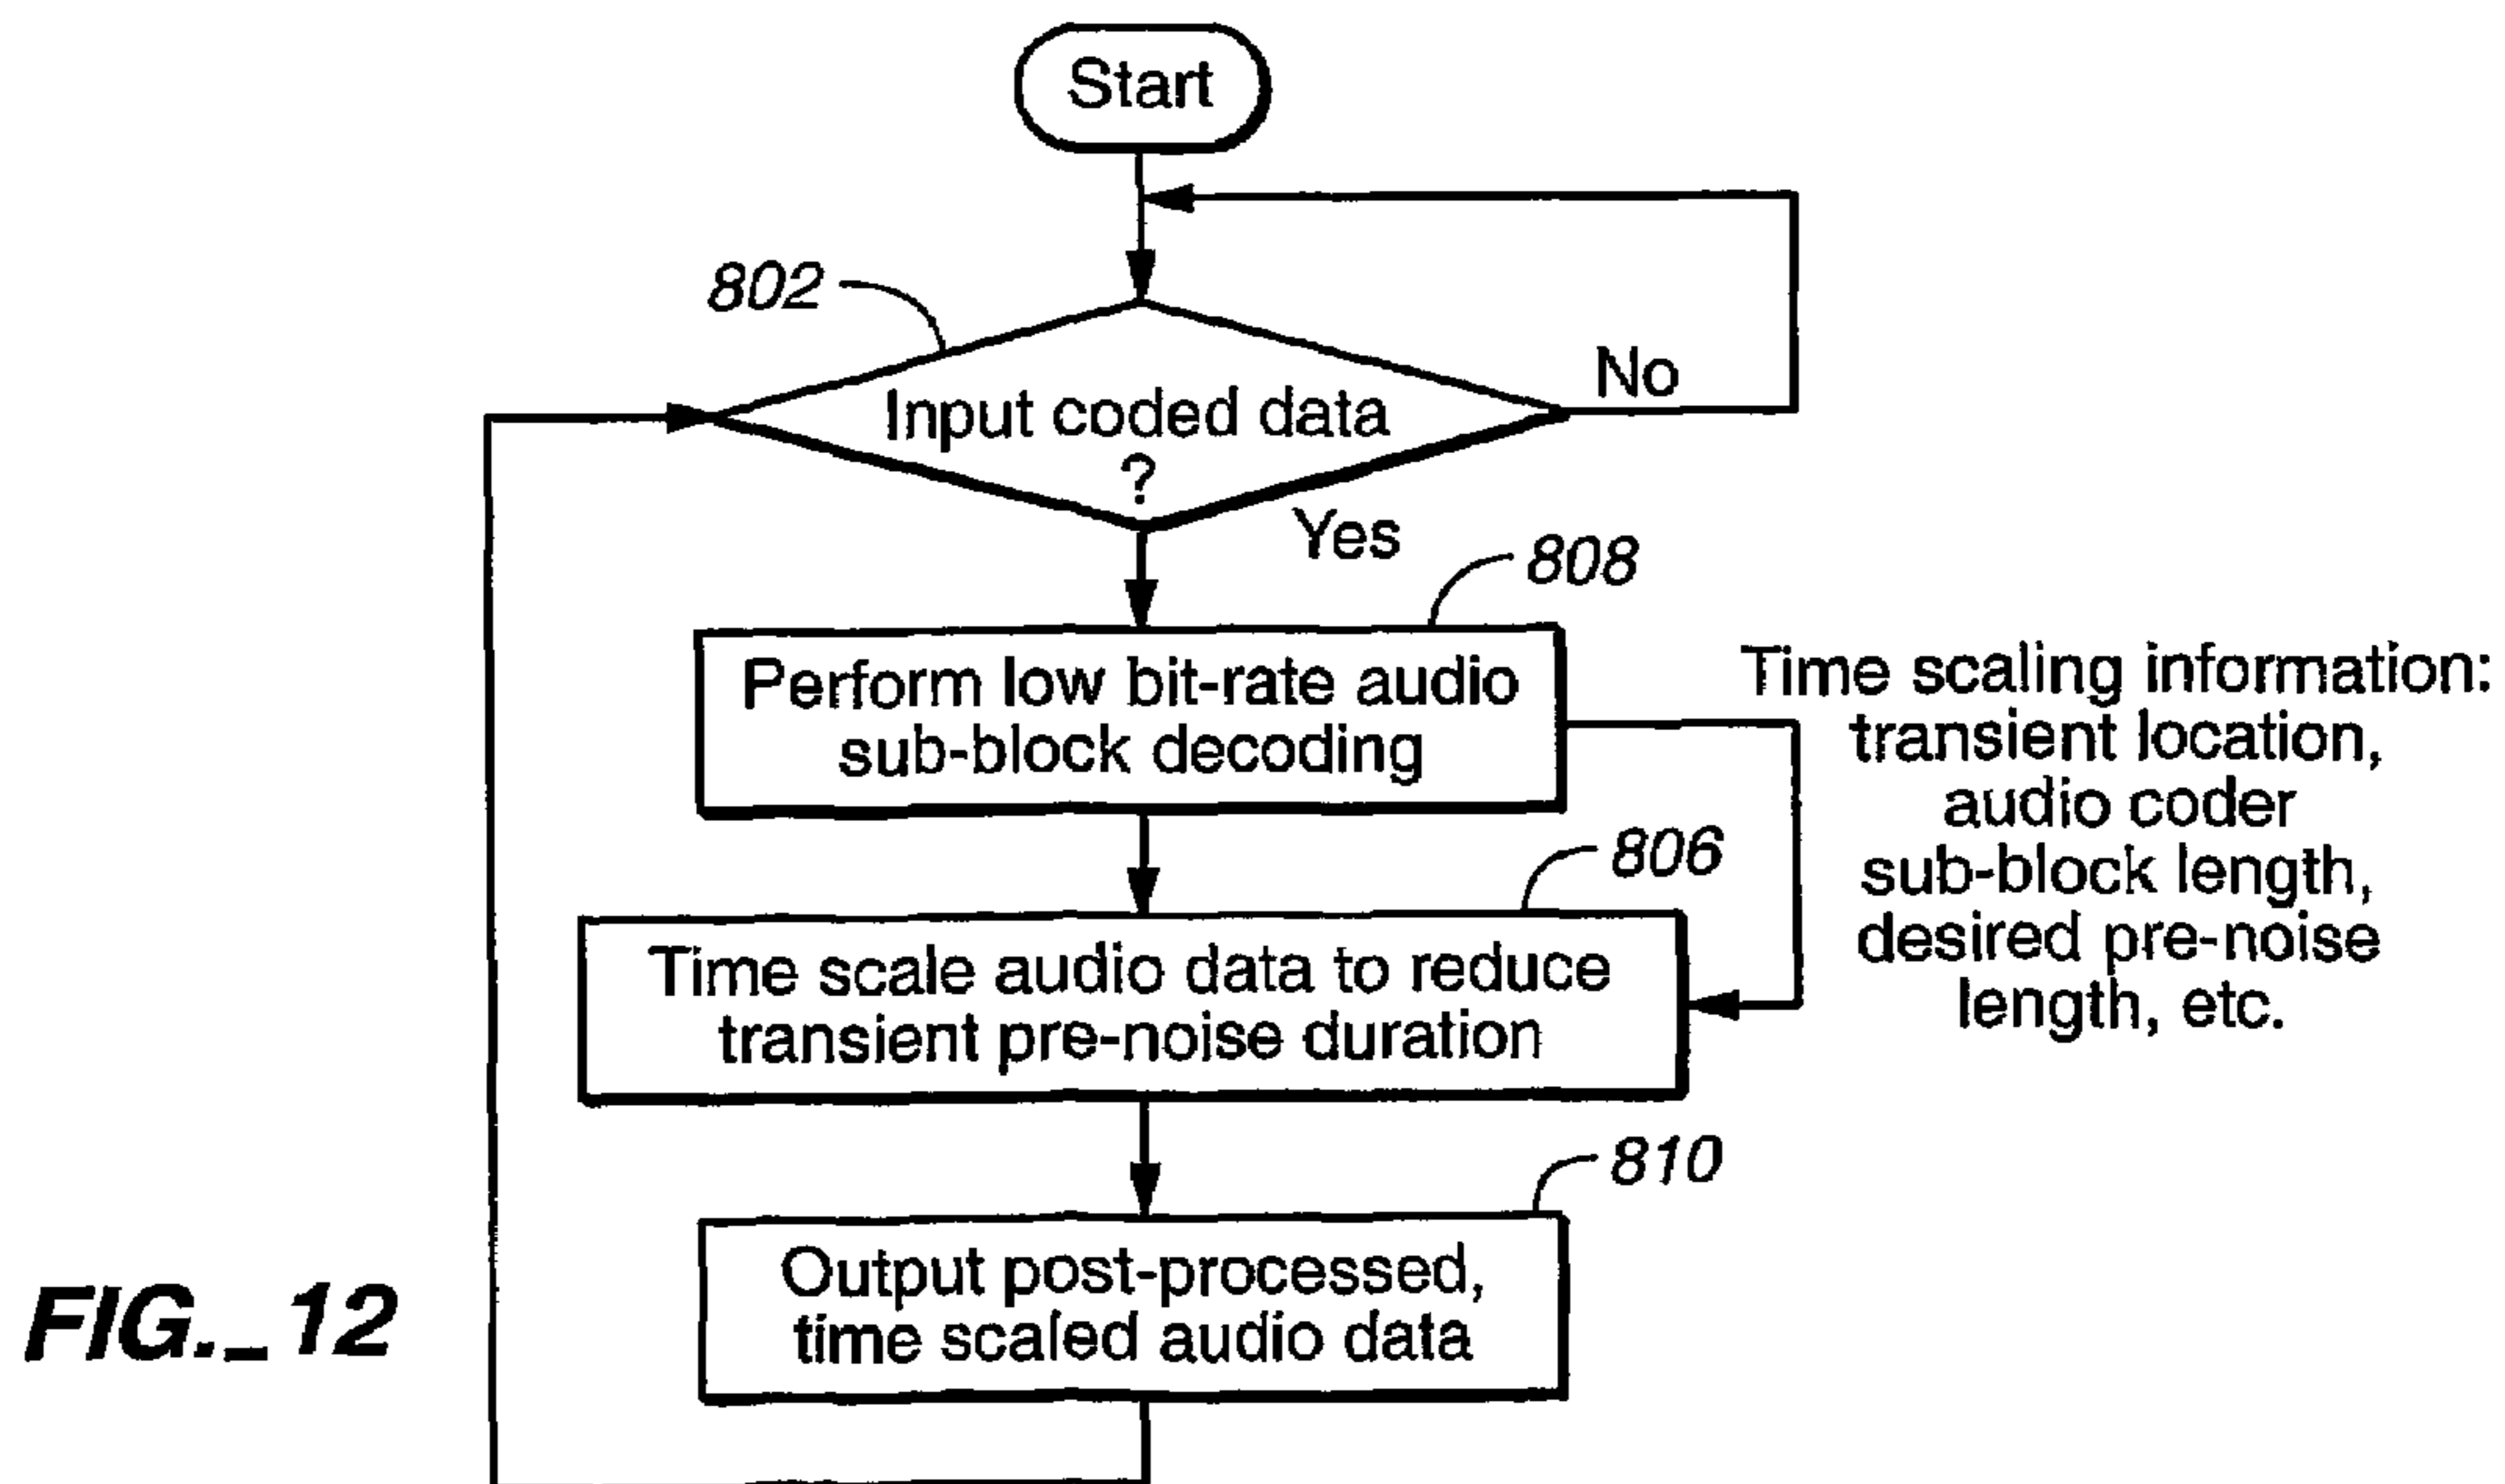 Start
802
Input coded data
?
No
Yes
808
Perform low bit-rate audio
sub-block decoding
Time scaling information:
transient location,
audio coder
sub-block length,
desired pre-noise
length, etc.
806
Time scale audio data to reduce
transient pre-noise duration
810
Output post-processed,
time scaled audio data
FIG._12